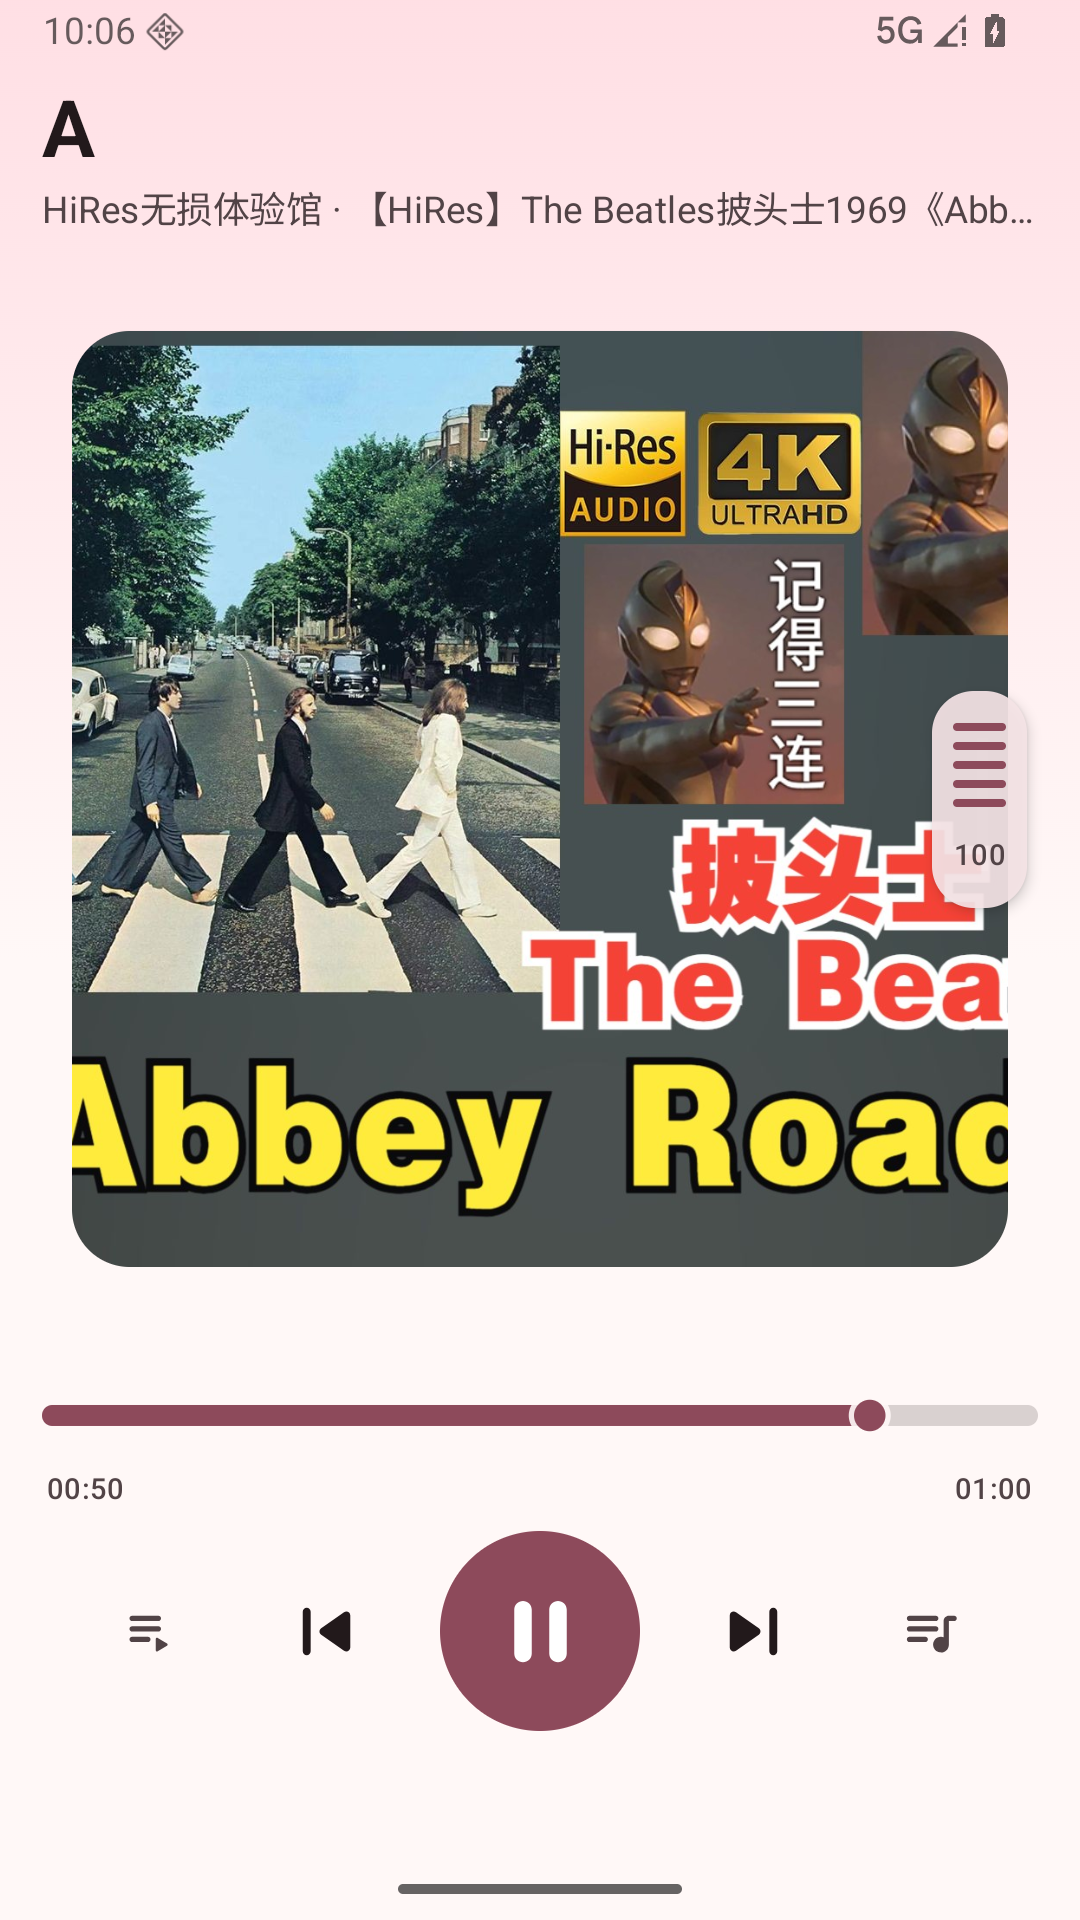 10:06
5G
A
HiRes无损体验馆 · 【HiRes】The Beatles披头士1969《Abb…
Hi-Res
AUDIO
4K
ULTRAHD
记得三连
100
披头士
The Bea
Abbey Road
00:50
01:00